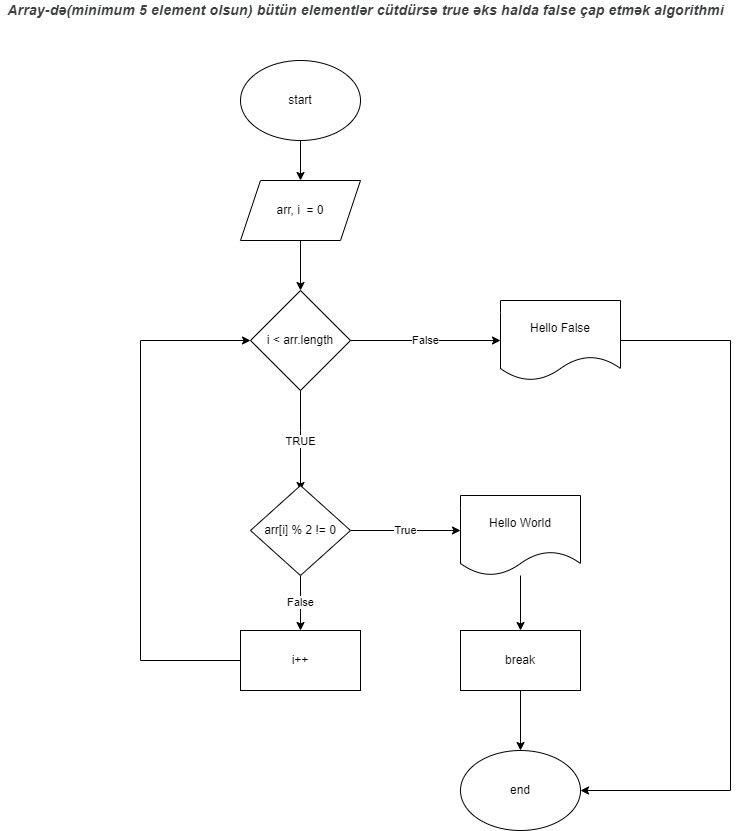 Array-də(minimum 5 element olsun) bütün elementlər cütdürsə true əks halda false çap etmək algorithmi
start
arr, i  = 0
i < arr.length
False
Hello False
TRUE
arr[i] % 2 != 0
True
Hello World
False
i++
break
end